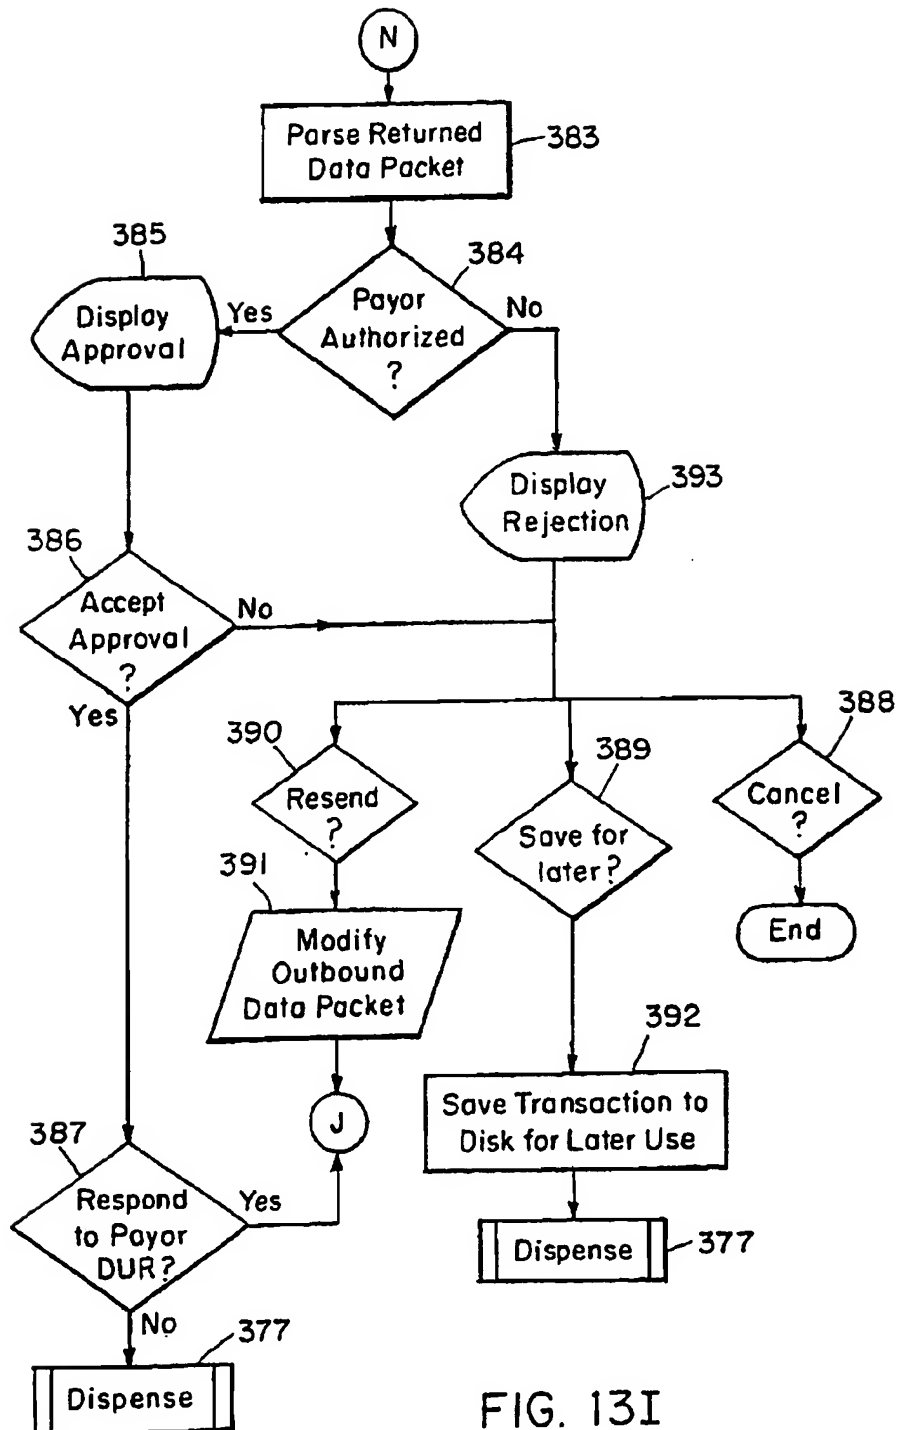 N
Parse Returned
Data Packet
383
385
384
Display
Approval
Yes
Payor
Authorized
?
No
Display
Rejection
393
386
Accept
Approval
?
No
Yes
390
Resend
?
389
Save for
later?
388
Cancel
?
391
Modify
Outbound
Data Packet
End
J
392
Save Transaction to
Disk for Later Use
387
Respond
to Payor
DUR?
Yes
No
Dispense
377
377
Dispense
FIG. 13I